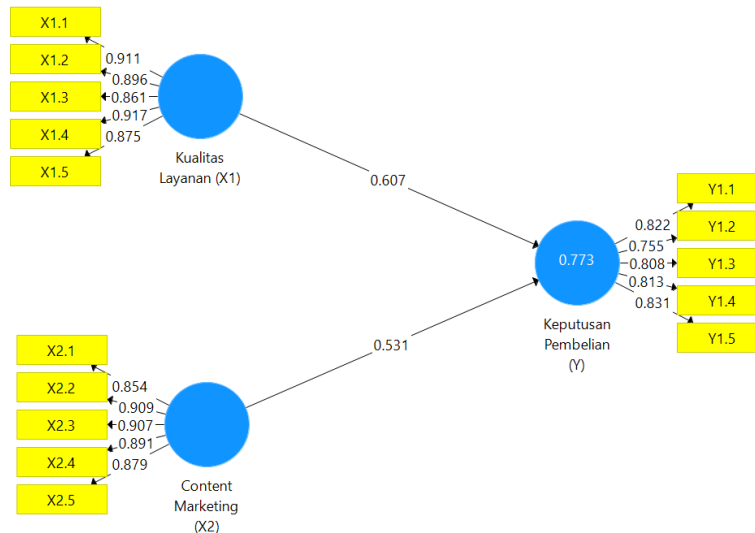 X1.1
X1.2
X1.3
X1.4
X1.5
0.911
0.896
0.861
0.917
0.875
Kualitas
Layanan (X1)
0.607
X2.1
X2.2
X2.3
X2.4
X2.5
0.854
0.909
0.907
0.891
0.879
Content
Marketing
(X2)
0.531
0.773
Keputusan
Pembelian
(Y)
0.822
0.755
0.808
0.813
0.831
Y1.1
Y1.2
Y1.3
Y1.4
Y1.5